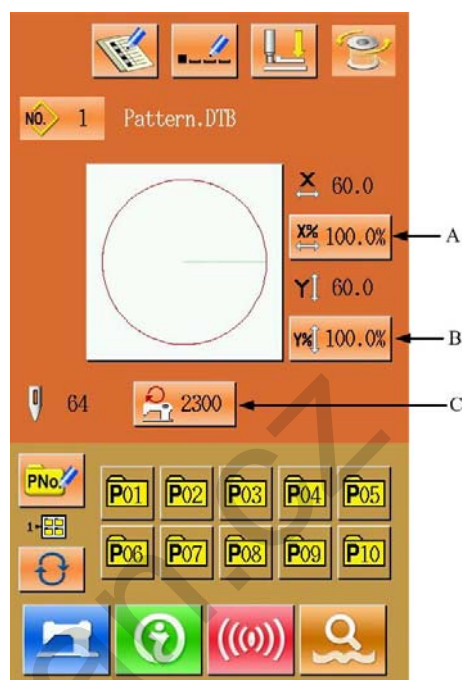 NO. 1 Pattern.DTB
X 60.0
X% 100.0% A
Y 60.0
Y% 100.0% B
64 2300 C
PNo.
P01 P02 P03 P04 P05
1
P06 P07 P08 P09 P10